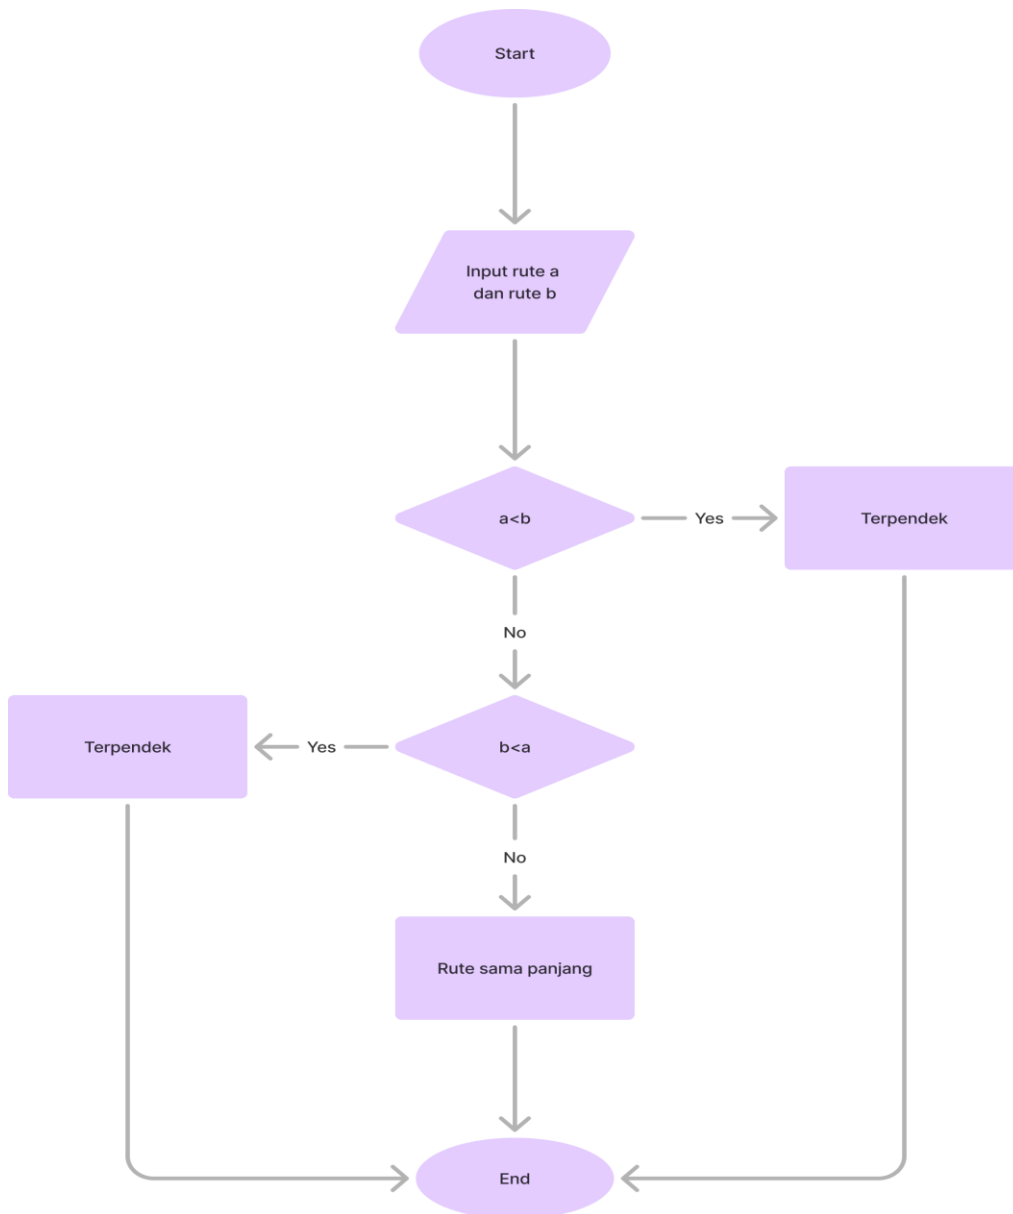 Start
Input rute a
dan rute b
a<b
Yes
Terpendek
No
Terpendek
Yes
b<a
No
Rute sama panjang
End